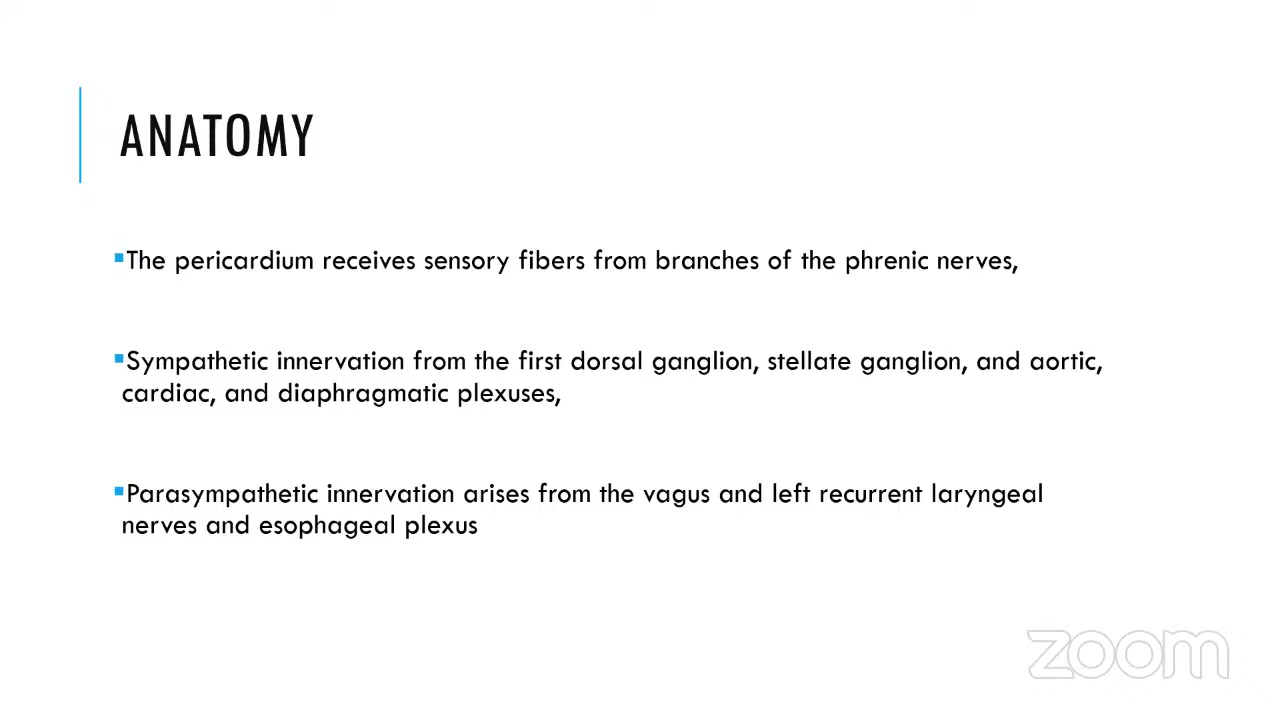 ANATOMY
▪The pericardium receives sensory fibers from branches of the phrenic nerves,
▪Sympathetic innervation from the first dorsal ganglion, stellate ganglion, and aortic,
cardiac, and diaphragmatic plexuses,
▪Parasympathetic innervation arises from the vagus and left recurrent laryngeal
nerves and esophageal plexus
zoom